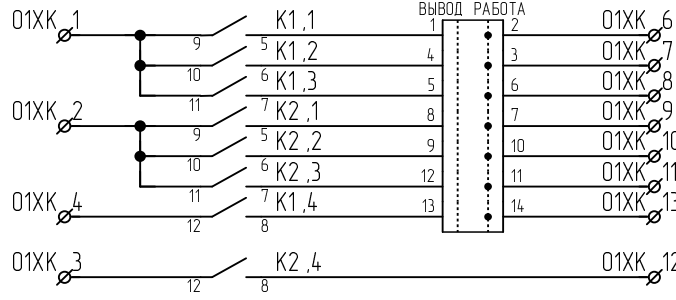 ВЫВОД РАБОТА
01XK 1 K1,1 1 2 01XK 6
9 5 K1,2 4 3 01XK 7
10 6 K1,3 5 6 01XK 8
01XK 2 11 7 K2,1 8 7 01XK 9
9 5 K2,2 9 10 01XK 10
10 6 K2,3 12 11 01XK 11
01XK 4 11 7 K1,4 13 14 01XK 13
12 8
01XK 3 K2,4 01XK 12
12 8